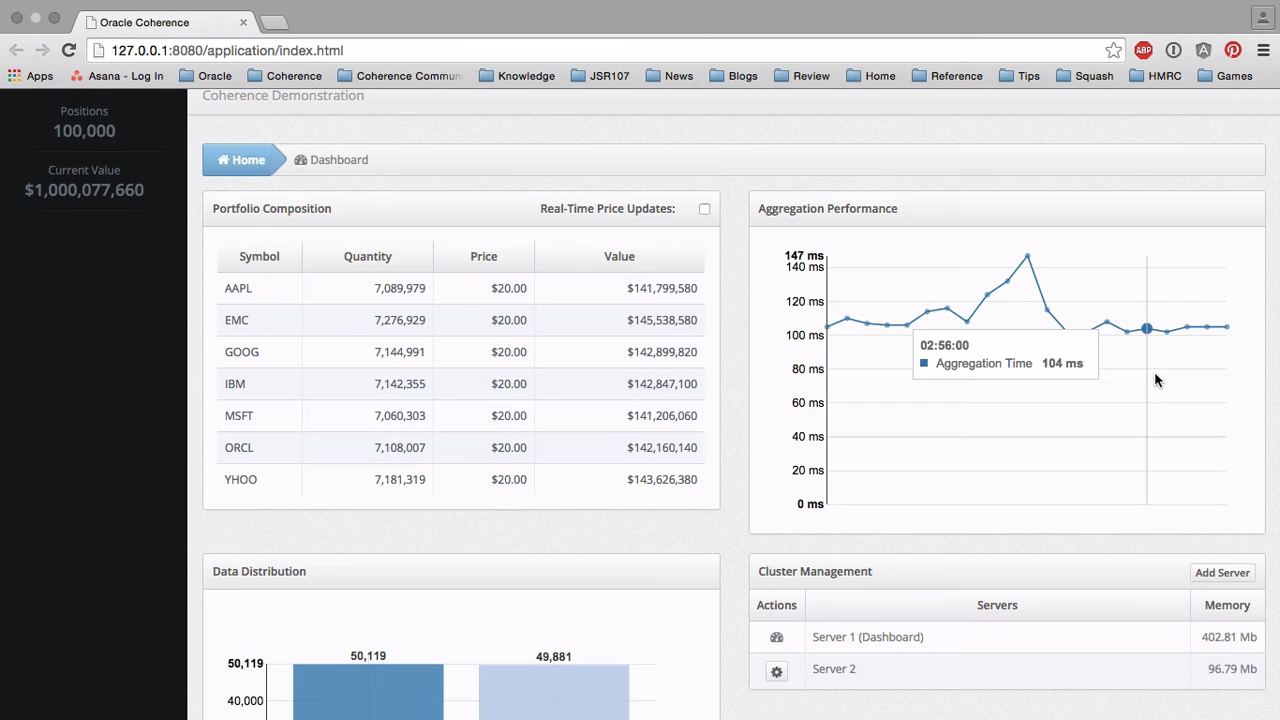 Oracle Coherence
127.0.0.1:8080/application/index.html
ABP
Apps Asana - Log In Oracle Coherence Coherence Commun Knowledge JSR107 News Blogs Review Home Reference Tips Squash HMRC Games
Positions
100,000
Current Value
$1,000,077,660
Coherence Demonstration
Home Dashboard
Portfolio Composition Real-Time Price Updates:
Symbol Quantity Price Value
AAPL 7,089,979 $20.00 $141,799,580
EMC 7,276,929 $20.00 $145,538,580
GOOG 7,144,991 $20.00 $142,899,820
IBM 7,142,355 $20.00 $142,847,100
MSFT 7,060,303 $20.00 $141,206,060
ORCL 7,108,007 $20.00 $142,160,140
YHOO 7,181,319 $20.00 $143,626,380
Aggregation Performance
147 ms
140 ms
120 ms
100 ms
80 ms
60 ms
40 ms
20 ms
0 ms
02:56:00
Aggregation Time 104 ms
Data Distribution
50,119 49,881
50,119
40,000
Cluster Management Add Server
Actions Servers Memory
Server 1 (Dashboard) 402.81 Mb
Server 2 96.79 Mb